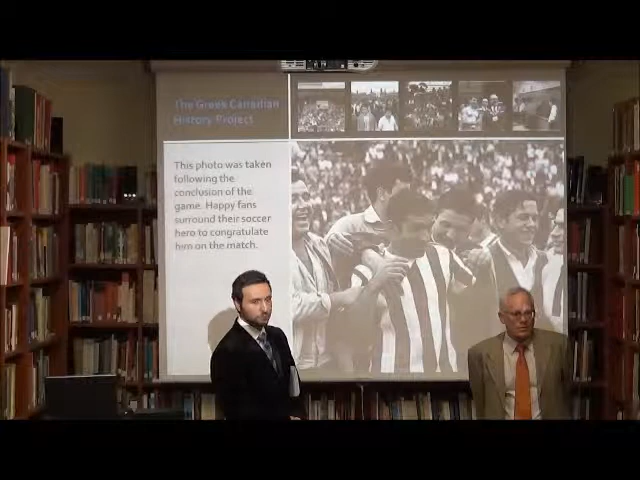 The Greek Canadian
History Project
This photo was taken
following the
conclusion of the
game. Happy fans
surround their soccer
hero to congratulate
him on the match.